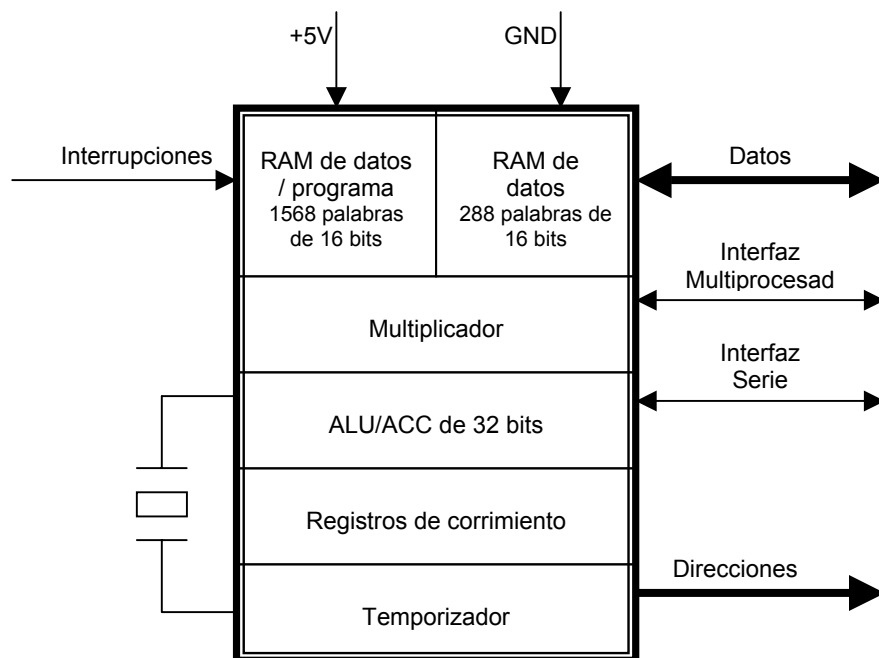 +5V
GND
Interrupciones
RAM de datos
/ programa
1568 palabras
de 16 bits
RAM de
datos
288 palabras de
16 bits
Datos
Interfaz
Multiprocesad
Multiplicador
Interfaz
Serie
ALU/ACC de 32 bits
Registros de corrimiento
Direcciones
Temporizador